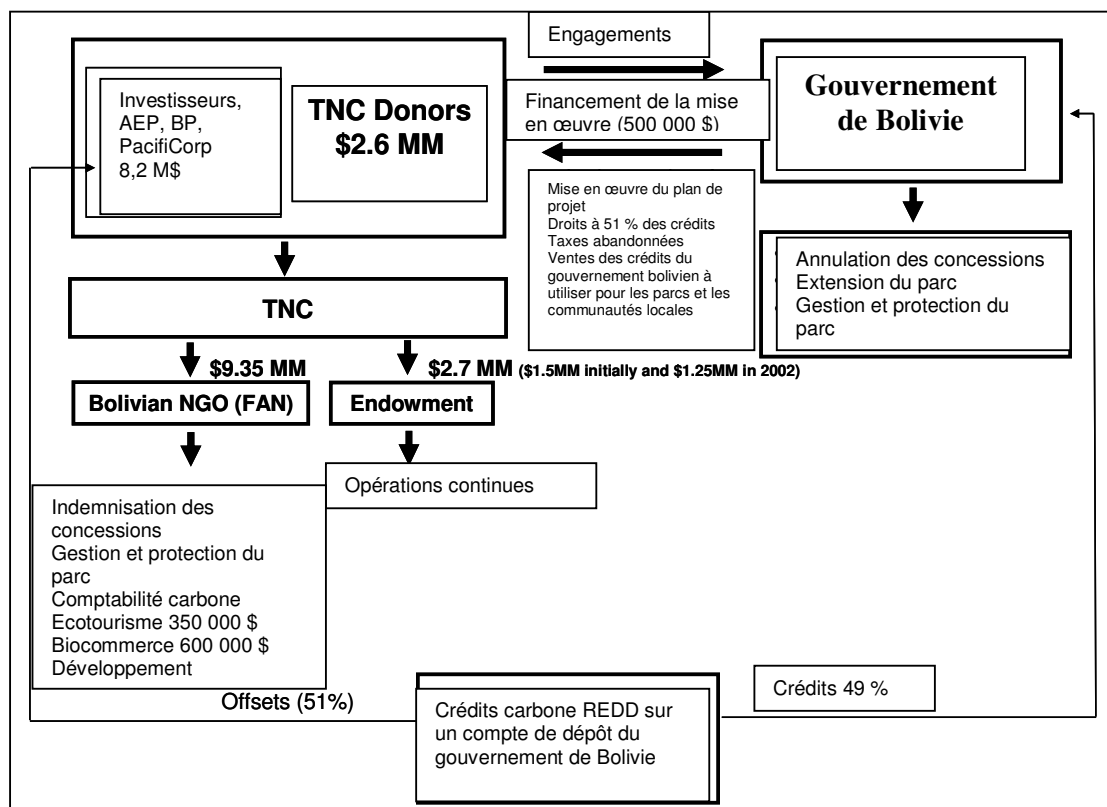 Engagements
Investisseurs,
AEP, BP,
PacifiCorp
8,2 M$
TNC Donors
$2.6 MM
Financement de la mise
en œuvre (500 000 $)
Gouvernement
de Bolivie
Mise en œuvre du plan de
projet
Droits à 51 % des crédits
Taxes abandonnées
Ventes des crédits du
gouvernement bolivien à
utiliser pour les parcs et les
communautés locales
Annulation des concessions
Extension du parc
Gestion et protection du
parc
TNC
$9.35 MM
$2.7 MM ($1.5MM initially and $1.25MM in 2002)
Bolivian NGO (FAN)
Endowment
Opérations continues
Indemnisation des
concessions
Gestion et protection du
parc
Comptabilité carbone
Ecotourisme 350 000 $
Biocommerce 600 000 $
Développement
Offsets (51%)
Crédits 49 %
Crédits carbone REDD sur
un compte de dépôt du
gouvernement de Bolivie